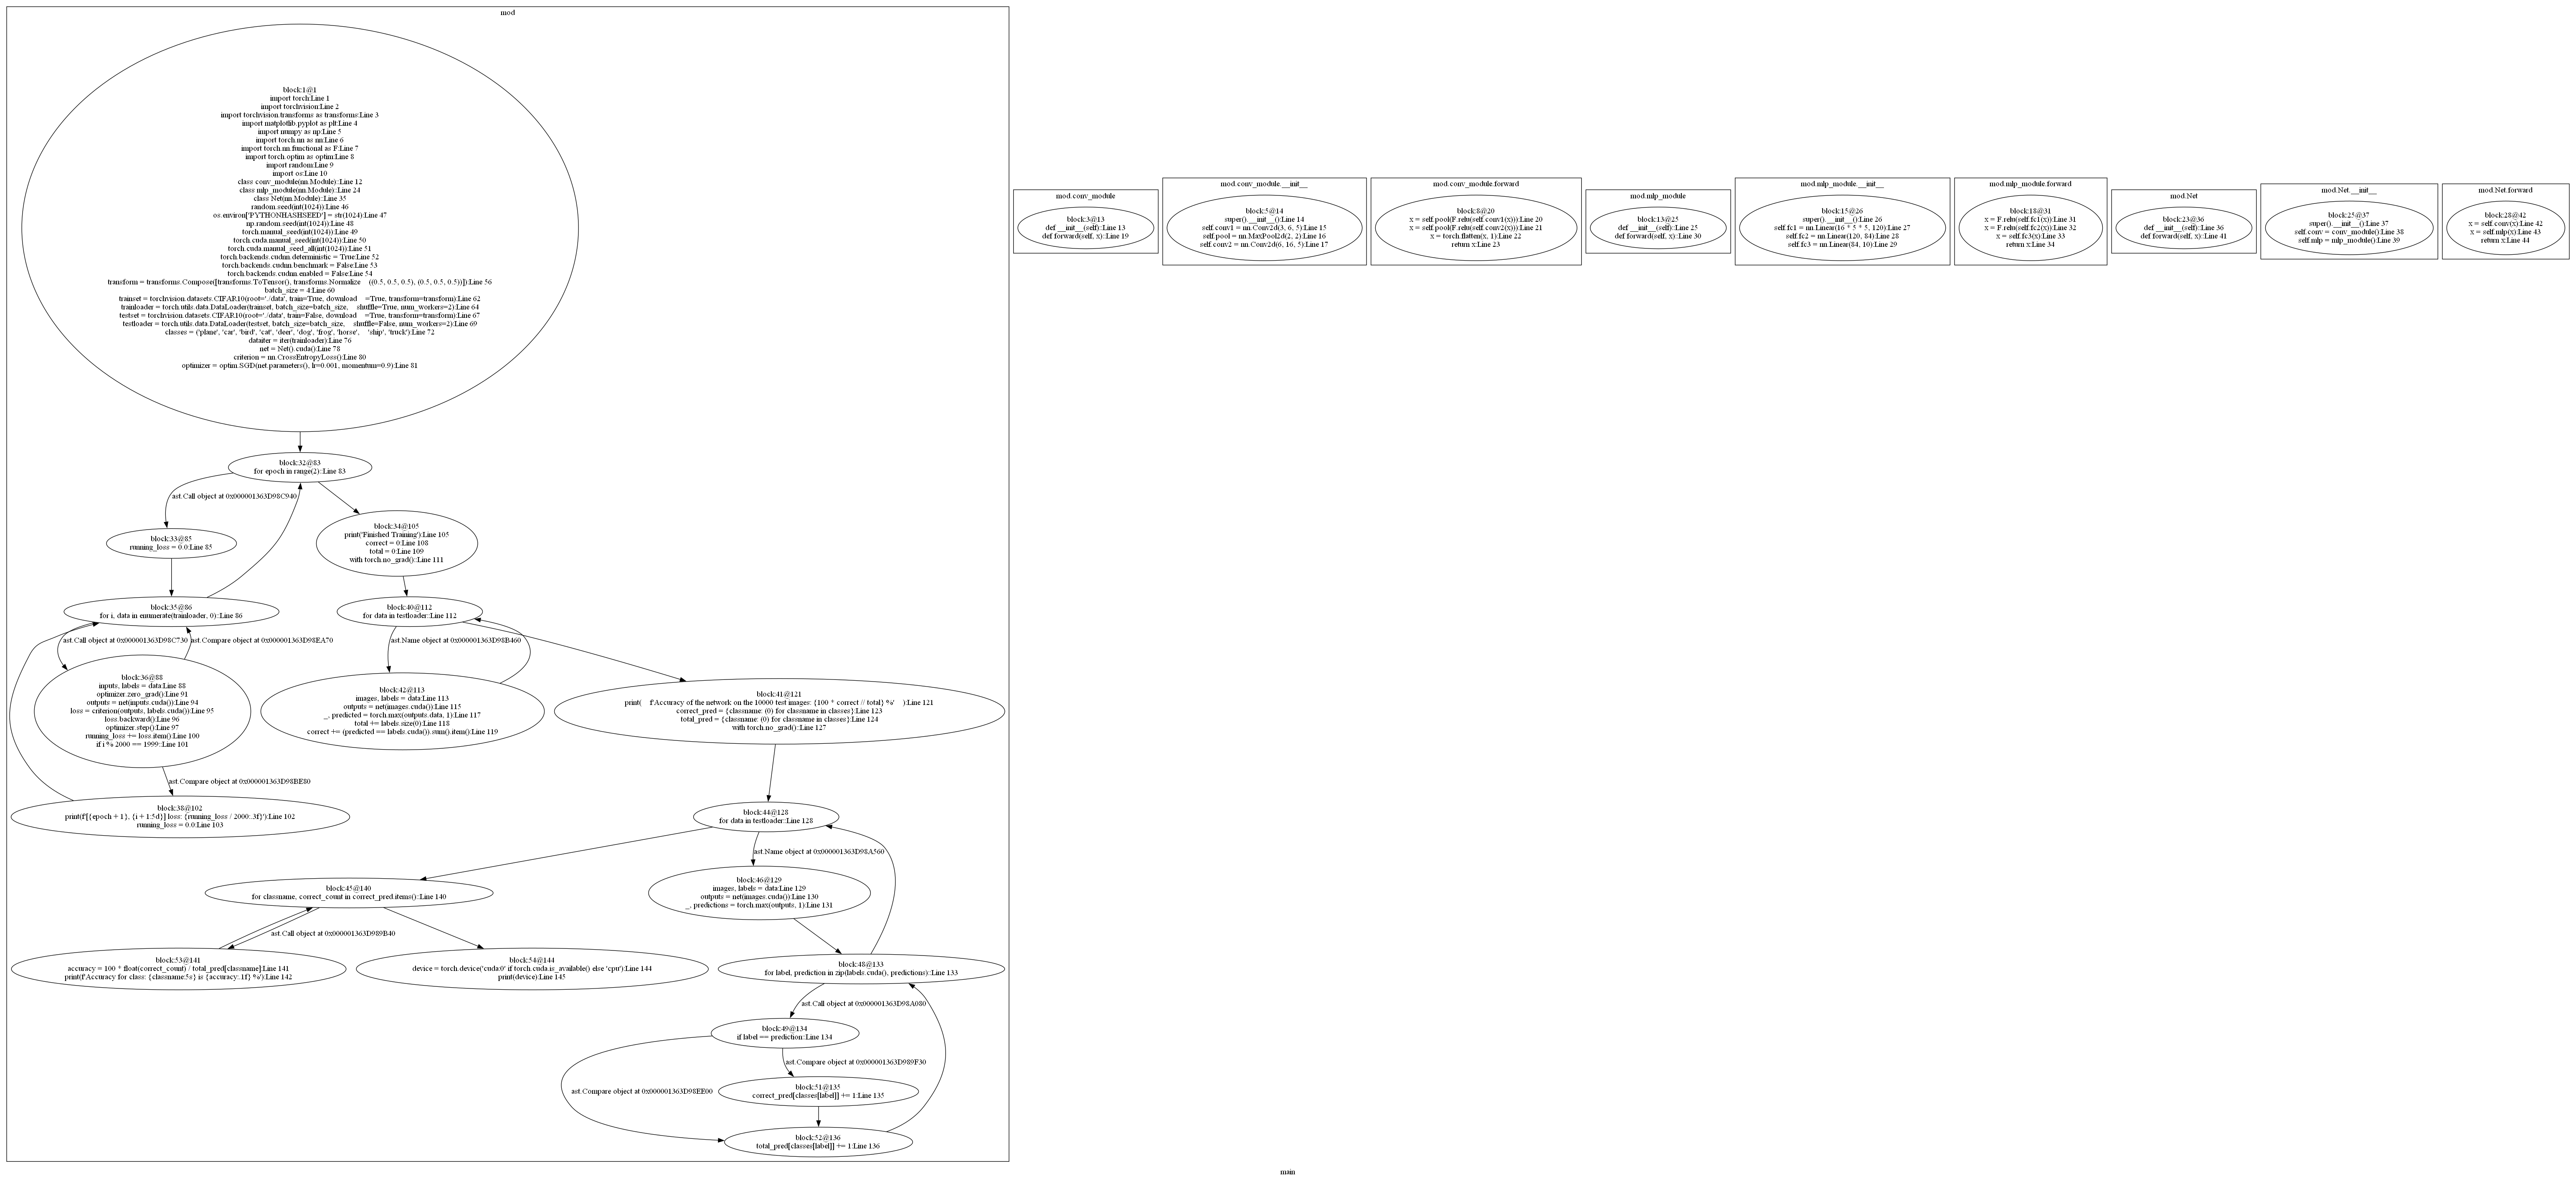 mod
block:1@1
import torch:Line 1
import torchvision:Line 2
import torchvision.transforms as transforms:Line 3
import matplotlib.pyplot as plt:Line 4
import numpy as np:Line 5
import torch.nn as nn:Line 6
import torch.nn.functional as F:Line 7
import torch.optim as optim:Line 8
import random:Line 9
import os:Line 10
class conv_module(nn.Module)::Line 12
class mlp_module(nn.Module)::Line 24
class Net(nn.Module)::Line 35
random.seed(int(1024)):Line 46
os.environ['PYTHONHASHSEED'] = str(1024):Line 47
np.random.seed(int(1024)):Line 48
torch.manual_seed(int(1024)):Line 49
torch.cuda.manual_seed(int(1024)):Line 50
torch.cuda.manual_seed_all(int(1024)):Line 51
torch.backends.cudnn.deterministic = True:Line 52
torch.backends.cudnn.benchmark = False:Line 53
torch.backends.cudnn.enabled = False:Line 54
transform = transforms.Compose([transforms.ToTensor(), transforms.Normalize    ((0.5, 0.5, 0.5), (0.5, 0.5, 0.5))]):Line 56
batch_size = 4:Line 60
trainset = torchvision.datasets.CIFAR10(root='./data', train=True, download    =True, transform=transform):Line 62
trainloader = torch.utils.data.DataLoader(trainset, batch_size=batch_size,    shuffle=True, num_workers=2):Line 64
testset = torchvision.datasets.CIFAR10(root='./data', train=False, download    =True, transform=transform):Line 67
testloader = torch.utils.data.DataLoader(testset, batch_size=batch_size,    shuffle=False, num_workers=2):Line 69
classes = ('plane', 'car', 'bird', 'cat', 'deer', 'dog', 'frog', 'horse',    'ship', 'truck'):Line 72
dataiter = iter(trainloader):Line 76
net = Net().cuda():Line 78
criterion = nn.CrossEntropyLoss():Line 80
optimizer = optim.SGD(net.parameters(), lr=0.001, momentum=0.9):Line 81
block:32@83
for epoch in range(2)::Line 83
ast.Call object at 0x000001363D98C940
block:33@85
running_loss = 0.0:Line 85
block:34@105
print('Finished Training'):Line 105
correct = 0:Line 108
total = 0:Line 109
with torch.no_grad()::Line 111
block:35@86
for i, data in enumerate(trainloader, 0)::Line 86
block:40@112
for data in testloader::Line 112
ast.Call object at 0x000001363D98C730
ast.Compare object at 0x000001363D98EA70
ast.Name object at 0x000001363D98B460
block:36@88
inputs, labels = data:Line 88
optimizer.zero_grad():Line 91
outputs = net(inputs.cuda()):Line 94
loss = criterion(outputs, labels.cuda()):Line 95
loss.backward():Line 96
optimizer.step():Line 97
running_loss += loss.item():Line 100
if i % 2000 == 1999::Line 101
block:42@113
images, labels = data:Line 113
outputs = net(images.cuda()):Line 115
_, predicted = torch.max(outputs.data, 1):Line 117
total += labels.size(0):Line 118
correct += (predicted == labels.cuda()).sum().item():Line 119
block:41@121
print(    f'Accuracy of the network on the 10000 test images: {100 * correct // total} %'    ):Line 121
correct_pred = {classname: (0) for classname in classes}:Line 123
total_pred = {classname: (0) for classname in classes}:Line 124
with torch.no_grad()::Line 127
ast.Compare object at 0x000001363D98BE80
block:38@102
print(f'[{epoch + 1}, {i + 1:5d}] loss: {running_loss / 2000:.3f}'):Line 102
running_loss = 0.0:Line 103
block:44@128
for data in testloader::Line 128
ast.Name object at 0x000001363D98A560
block:45@140
for classname, correct_count in correct_pred.items()::Line 140
block:46@129
images, labels = data:Line 129
outputs = net(images.cuda()):Line 130
_, predictions = torch.max(outputs, 1):Line 131
ast.Call object at 0x000001363D989B40
block:53@141
accuracy = 100 * float(correct_count) / total_pred[classname]:Line 141
print(f'Accuracy for class: {classname:5s} is {accuracy:.1f} %'):Line 142
block:54@144
device = torch.device('cuda:0' if torch.cuda.is_available() else 'cpu'):Line 144
print(device):Line 145
block:48@133
for label, prediction in zip(labels.cuda(), predictions)::Line 133
ast.Call object at 0x000001363D98A080
block:49@134
if label == prediction::Line 134
ast.Compare object at 0x000001363D989F30
ast.Compare object at 0x000001363D98EE00
block:51@135
correct_pred[classes[label]] += 1:Line 135
block:52@136
total_pred[classes[label]] += 1:Line 136
mod.conv_module
block:3@13
def __init__(self)::Line 13
def forward(self, x)::Line 19
mod.conv_module.__init__
block:5@14
super().__init__():Line 14
self.conv1 = nn.Conv2d(3, 6, 5):Line 15
self.pool = nn.MaxPool2d(2, 2):Line 16
self.conv2 = nn.Conv2d(6, 16, 5):Line 17
mod.conv_module.forward
block:8@20
x = self.pool(F.relu(self.conv1(x))):Line 20
x = self.pool(F.relu(self.conv2(x))):Line 21
x = torch.flatten(x, 1):Line 22
return x:Line 23
mod.mlp_module
block:13@25
def __init__(self)::Line 25
def forward(self, x)::Line 30
mod.mlp_module.__init__
block:15@26
super().__init__():Line 26
self.fc1 = nn.Linear(16 * 5 * 5, 120):Line 27
self.fc2 = nn.Linear(120, 84):Line 28
self.fc3 = nn.Linear(84, 10):Line 29
mod.mlp_module.forward
block:18@31
x = F.relu(self.fc1(x)):Line 31
x = F.relu(self.fc2(x)):Line 32
x = self.fc3(x):Line 33
return x:Line 34
mod.Net
block:23@36
def __init__(self)::Line 36
def forward(self, x)::Line 41
mod.Net.__init__
block:25@37
super().__init__():Line 37
self.conv = conv_module():Line 38
self.mlp = mlp_module():Line 39
mod.Net.forward
block:28@42
x = self.conv(x):Line 42
x = self.mlp(x):Line 43
return x:Line 44
main